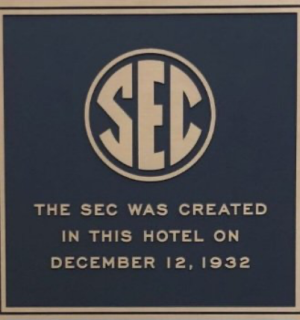 SEC
THE SEC WAS CREATED
IN THIS HOTEL ON
DECEMBER 12, 1932